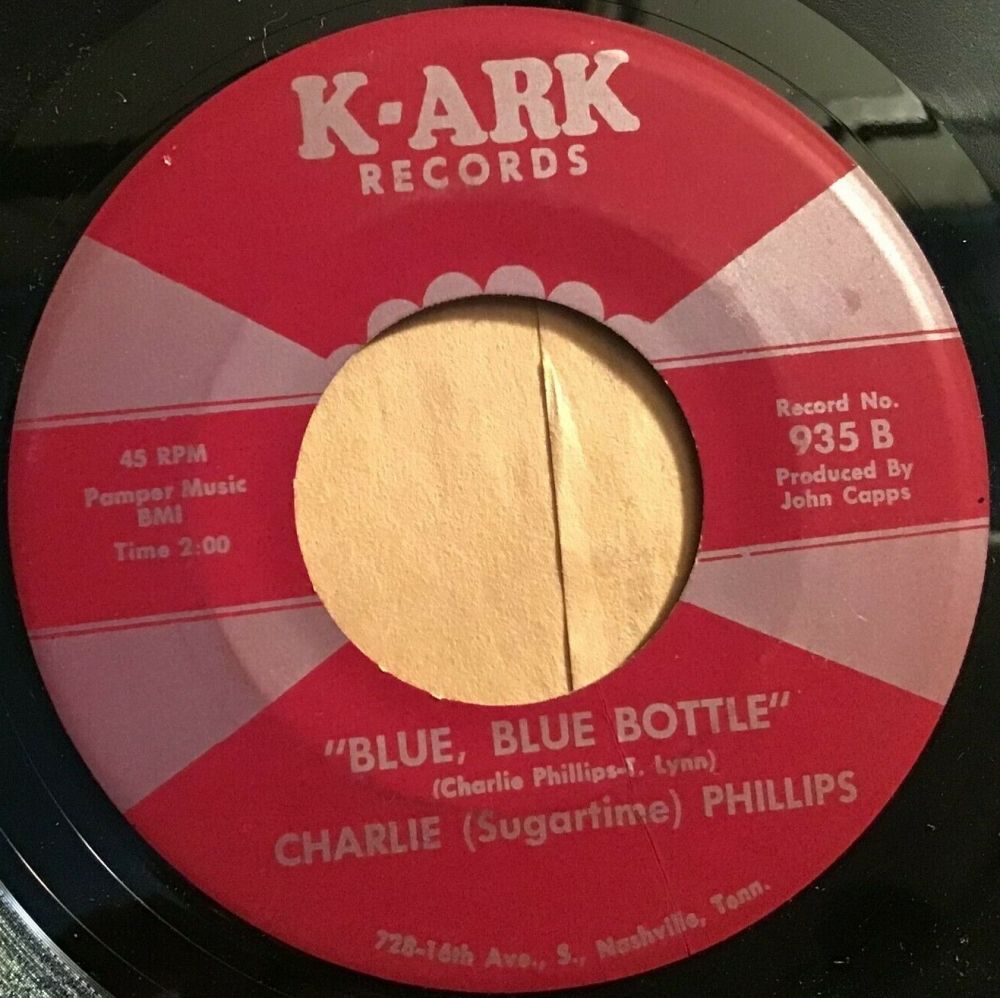 K-ARK
RECORDS
45 RPM
Pamper Music
BMI
Time 2:00
Record No.
935 B
Produced By
John Capps
"BLUE, BLUE BOTTLE"
(Charlie Phillips-T. Lynn)
CHARLIE (Sugartime) PHILLIPS
728-16th Ave., S., Nashville, Tenn.